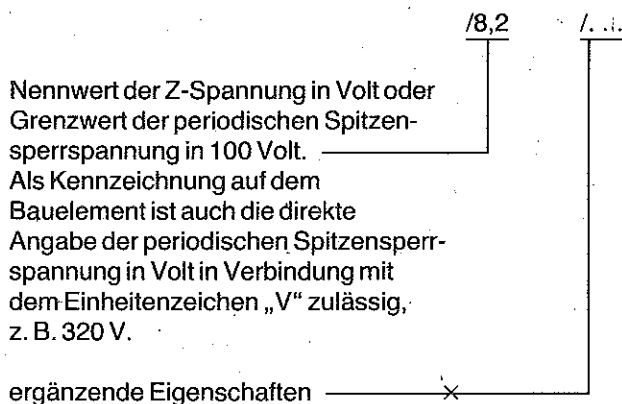 /8,2 /. ..
Nennwert der Z-Spannung in Volt oder
Grenzwert der periodischen Spitzen-
sperrspannung in 100 Volt.
Als Kennzeichnung auf dem
Bauelement ist auch die direkte
Angabe der periodischen Spitzensperr-
spannung in Volt in Verbindung mit
dem Einheitenzeichen „V“ zulässig,
z. B. 320 V.
ergänzende Eigenschaften